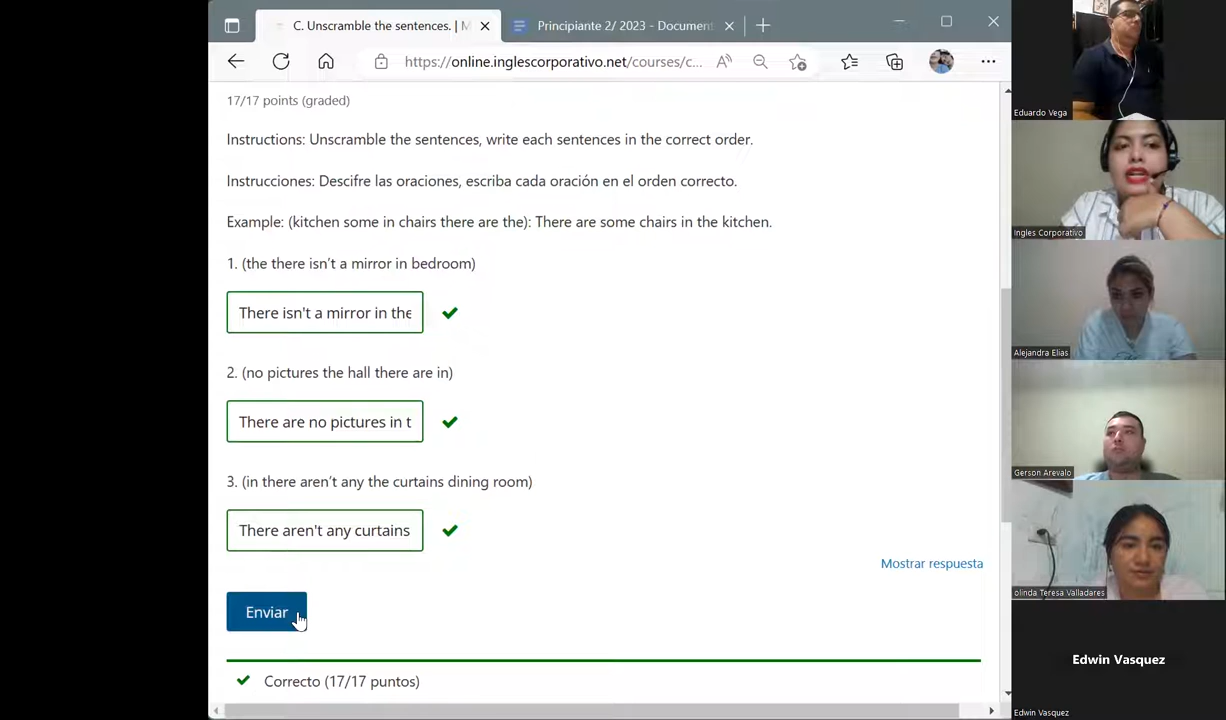 C. Unscramble the sentences. | M
Principiante 2/ 2023 - Document
https://online.inglescorporativo.net/courses/c...
17/17 points (graded)
Instructions: Unscramble the sentences, write each sentences in the correct order.
Instrucciones: Descifre las oraciones, escriba cada oración en el orden correcto.
Example: (kitchen some in chairs there are the): There are some chairs in the kitchen.
1. (the there isn't a mirror in bedroom)
There isn't a mirror in the
2. (no pictures the hall there are in)
There are no pictures in t
3. (in there aren't any the curtains dining room)
There aren't any curtains
Mostrar respuesta
Enviar
Correcto (17/17 puntos)
Eduardo Vega
Ingles Corporativo
Alejandra Elias
Gerson Arevalo
olinda Teresa Valladares
Edwin Vasquez
Edwin Vasquez